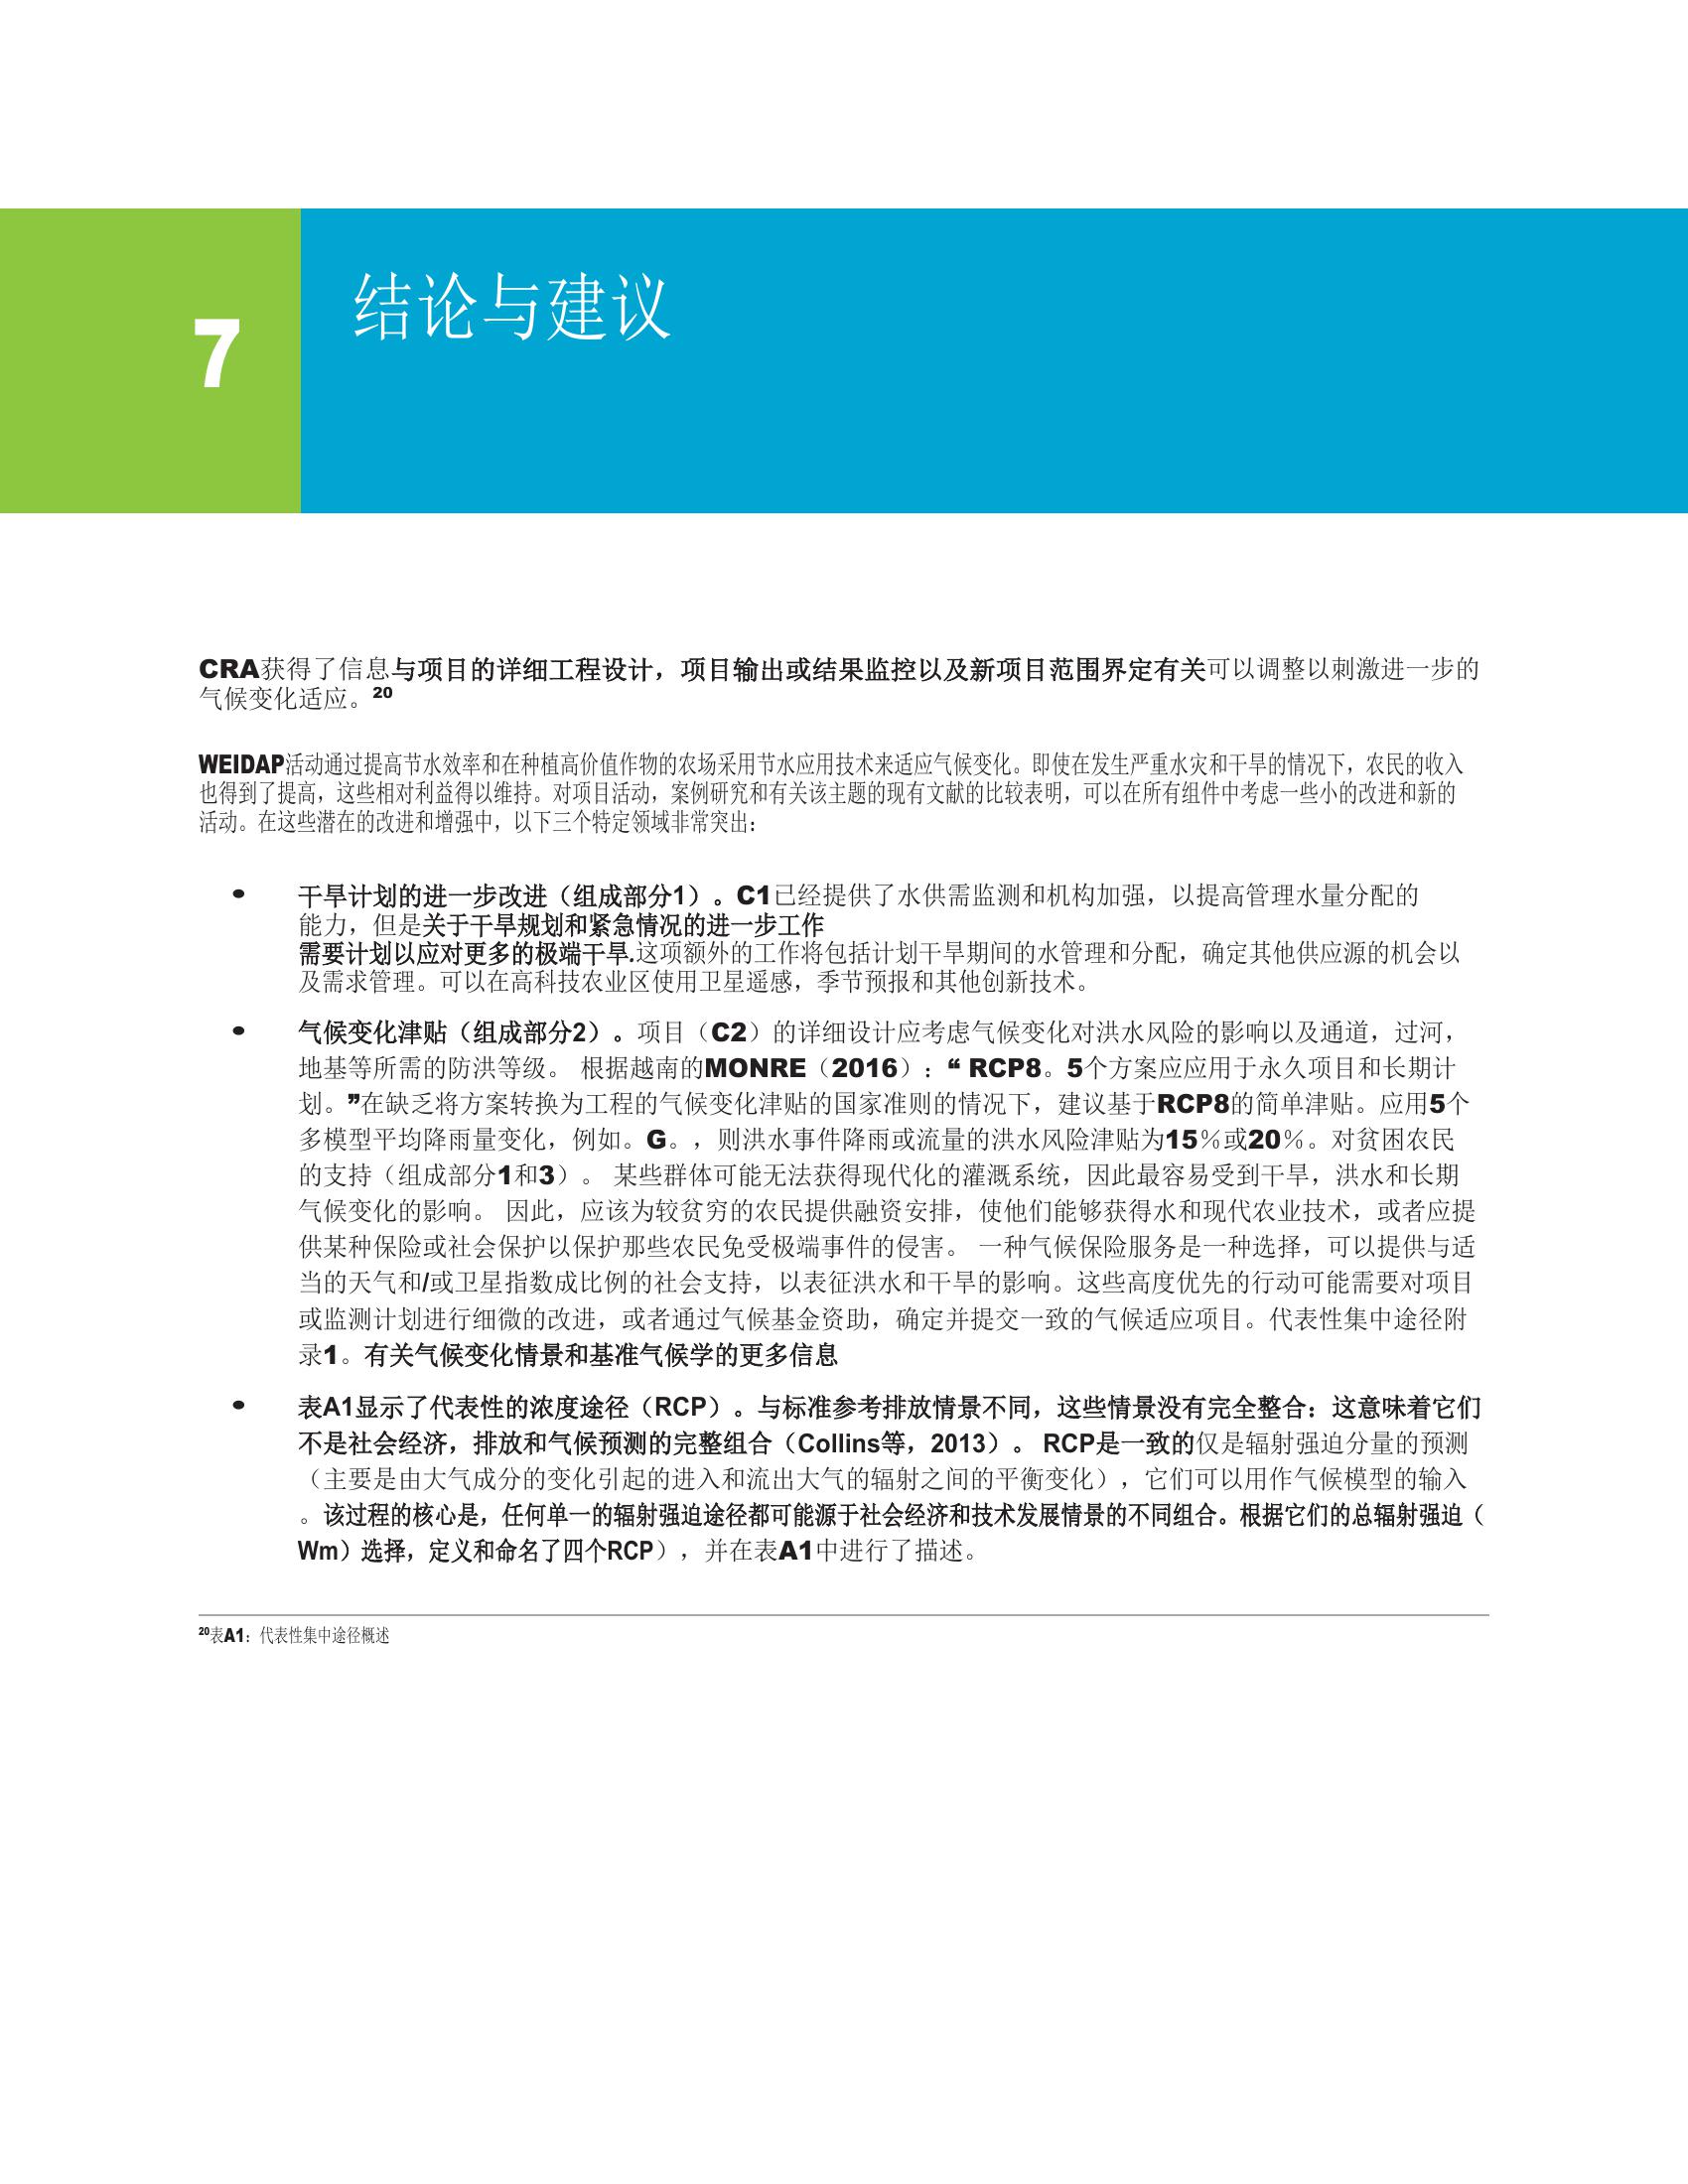 7
结论与建议
CRA获得了信息与项目的详细工程设计，项目输出或结果监控以及新项目范围界定有关可以调整以刺激进一步的
气候变化适应。20
WEIDAP活动通过提高节水效率和在种植高价值作物的农场采用节水应用技术来适应气候变化。即使在发生严重水灾和干旱的情况下，农民的收入
也得到了提高，这些相对利益得以维持。对项目活动，案例研究和有关该主题的现有文献的比较表明，可以在所有组件中考虑一些小的改进和新的
活动。在这些潜在的改进和增强中，以下三个特定领域非常突出：
• 干旱计划的进一步改进（组成部分1）。C1已经提供了水供需监测和机构加强，以提高管理水量分配的
能力，但是关于干旱规划和紧急情况的进一步工作
需要计划以应对更多的极端干旱.这项额外的工作将包括计划干旱期间的水管理和分配，确定其他供应源的机会以
及需求管理。可以在高科技农业区使用卫星遥感，季节预报和其他创新技术。
• 气候变化津贴（组成部分2）。项目（C2）的详细设计应考虑气候变化对洪水风险的影响以及通道，过河，
地基等所需的防洪等级。 根据越南的MONRE（2016）：“ RCP8。5个方案应应用于永久项目和长期计
划。”在缺乏将方案转换为工程的气候变化津贴的国家准则的情况下，建议基于RCP8的简单津贴。应用5个
多模型平均降雨量变化，例如。G。，则洪水事件降雨或流量的洪水风险津贴为15％或20％。对贫困农民
的支持（组成部分1和3）。 某些群体可能无法获得现代化的灌溉系统，因此最容易受到干旱，洪水和长期
气候变化的影响。 因此，应该为较贫穷的农民提供融资安排，使他们能够获得水和现代农业技术，或者应提
供某种保险或社会保护以保护那些农民免受极端事件的侵害。 一种气候保险服务是一种选择，可以提供与适
当的天气和/或卫星指数成比例的社会支持，以表征洪水和干旱的影响。这些高度优先的行动可能需要对项目
或监测计划进行细微的改进，或者通过气候基金资助，确定并提交一致的气候适应项目。代表性集中途径附
录1。有关气候变化情景和基准气候学的更多信息
• 表A1显示了代表性的浓度途径（RCP）。与标准参考排放情景不同，这些情景没有完全整合：这意味着它们
不是社会经济，排放和气候预测的完整组合（Collins等，2013）。 RCP是一致的仅是辐射强迫分量的预测
（主要是由大气成分的变化引起的进入和流出大气的辐射之间的平衡变化），它们可以用作气候模型的输入
。该过程的核心是，任何单一的辐射强迫途径都可能源于社会经济和技术发展情景的不同组合。根据它们的总辐射强迫（
Wm）选择，定义和命名了四个RCP），并在表A1中进行了描述。
20表A1：代表性集中途径概述